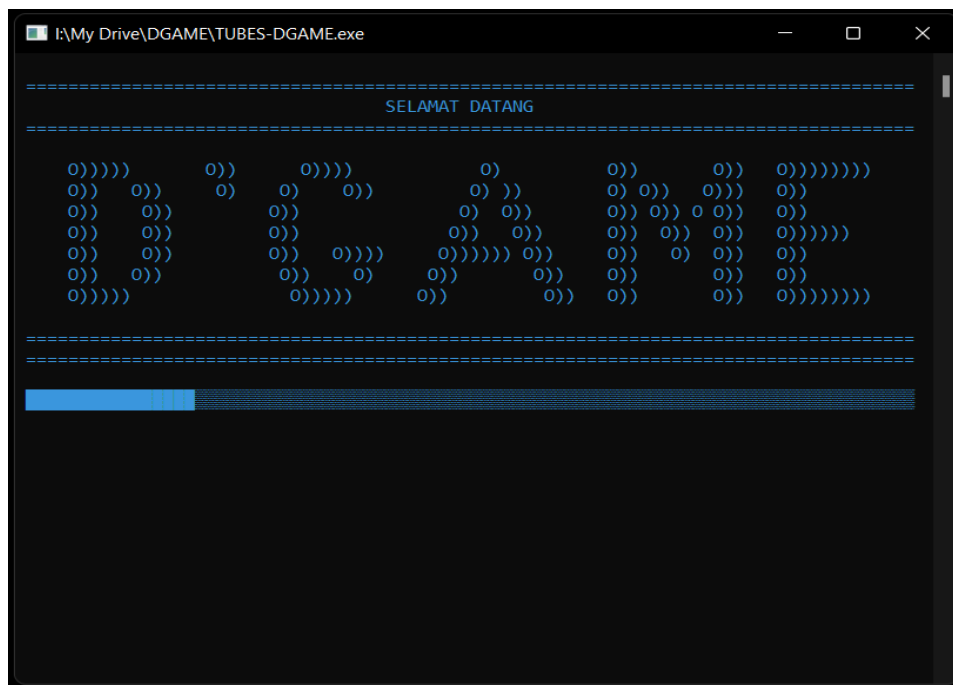 I:\My Drive\DGAME\TUBES-DGAME.exe
================================================================================
SELAMAT DATANG
================================================================================
O)))))       O))      O))))            O)          O))       O))   O))))))))
O))   O))     O)    O)    O))         O) ))        O) O))   O)))   O))
O))    O))         O))               O)  O))       O)) O)) O O))   O))
O))    O))         O))              O))   O))      O))  O))  O))   O))))))
O))    O))         O))   O))))     O)))))) O))     O))   O)  O))   O))
O))   O))           O))    O)     O))       O))    O))       O))   O))
O)))))               O)))))      O))         O))   O))       O))   O))))))))
================================================================================
================================================================================